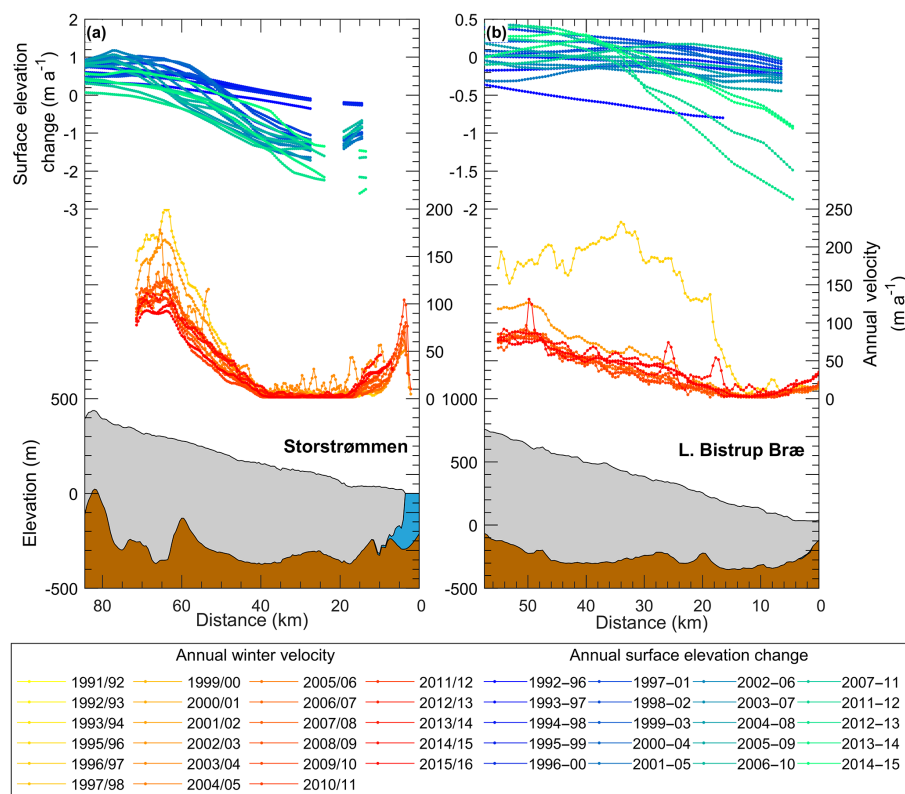 (a)
(b)
Surface elevation
change (m a⁻¹)
2
1
0
-1
-2
-3
0.5
0
-0.5
-1
-1.5
-2
200
150
100
50
0
250
200
150
100
50
0
Annual velocity
(m a⁻¹)
Elevation (m)
500
0
-500
1000
500
0
-500
Storstrømmen
L. Bistrup Bræ
80 60 40 20 0
Distance (km)
50 40 30 20 10 0
Distance (km)
Annual winter velocity
Annual surface elevation change
1991/92 1999/00 2005/06 2011/12 1992–96 1997–01 2002–06 2007–11
1992/93 2000/01 2006/07 2012/13 1993–97 1998–02 2003–07 2011–12
1993/94 2001/02 2007/08 2013/14 1994–98 1999–03 2004–08 2012–13
1995/96 2002/03 2008/09 2014/15 1995–99 2000–04 2005–09 2013–14
1996/97 2003/04 2009/10 2015/16 1996–00 2001–05 2006–10 2014–15
1997/98 2004/05 2010/11